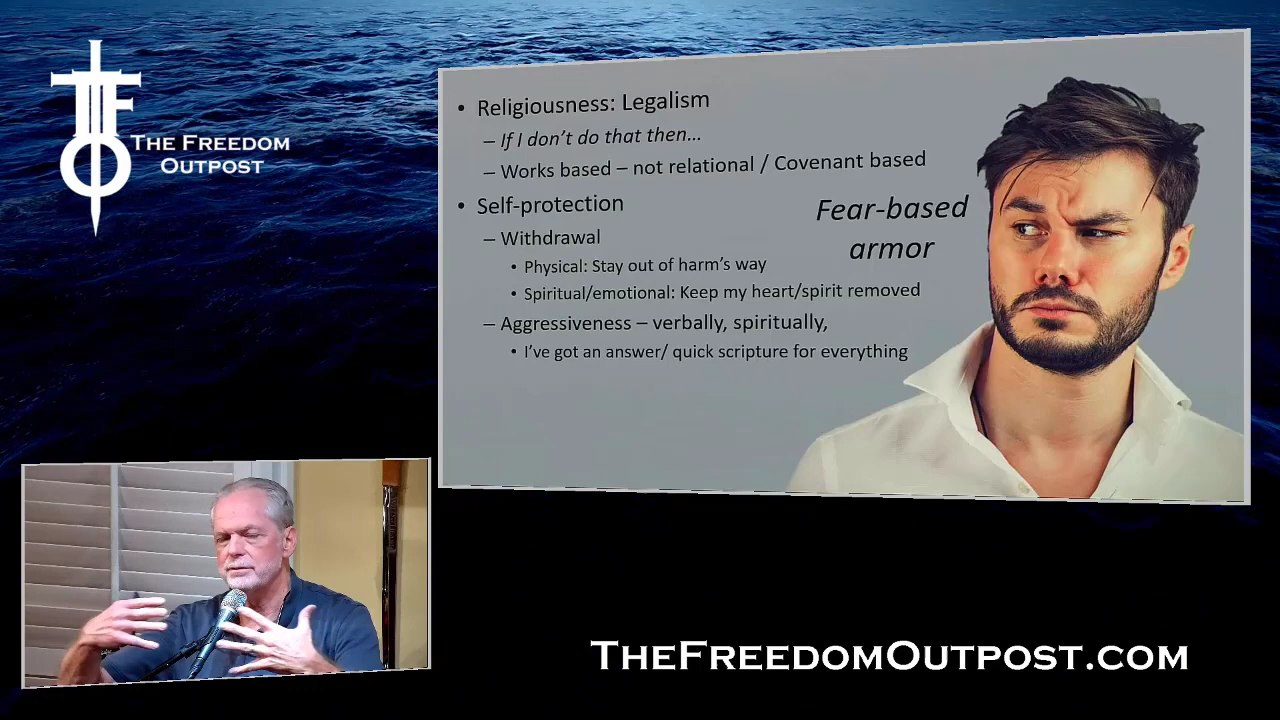 The Freedom
Outpost
• Religiousness: Legalism
– If I don't do that then…
– Works based – not relational / Covenant based
• Self-protection
– Withdrawal
• Physical: Stay out of harm's way
• Spiritual/emotional: Keep my heart/spirit removed
– Aggressiveness – verbally, spiritually,
• I've got an answer/ quick scripture for everything
Fear-based
armor
TheFreedomOutpost.com